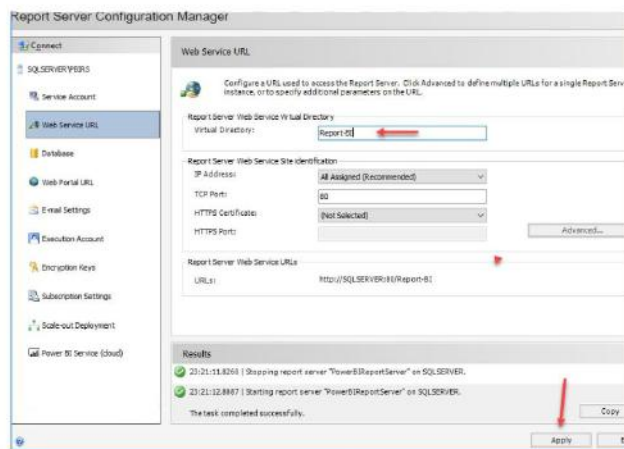 Report Server Configuration Manager
Connect
SQLSERVER\PBIRS
Service Account
Web Service URL
Database
Web Portal URL
E-mail Settings
Execution Account
Encryption Keys
Subscription Settings
Scale-out Deployment
Power BI Service (cloud)
Web Service URL
Configure a URL used to access the Report Server. Click Advanced to define multiple URLs for a single Report Serv
instance, or to specify additional parameters on the URL.
Report Server Web Service Virtual Directory
Virtual Directory: Report-BI
Report Server Web Service Site identification
IP Address: All Assigned (Recommended)
TCP Port: 80
HTTPS Certificate: (Not Selected)
HTTPS Port:
Advanced...
Report Server Web Service URLs
URLs: http://SQLSERVER:80/Report-BI
Results
23:21:11.8268 | Stopping report server "PowerBIReportServer" on SQLSERVER.
23:21:12.8887 | Starting report server "PowerBIReportServer" on SQLSERVER.
The task completed successfully.
Copy
Apply
E